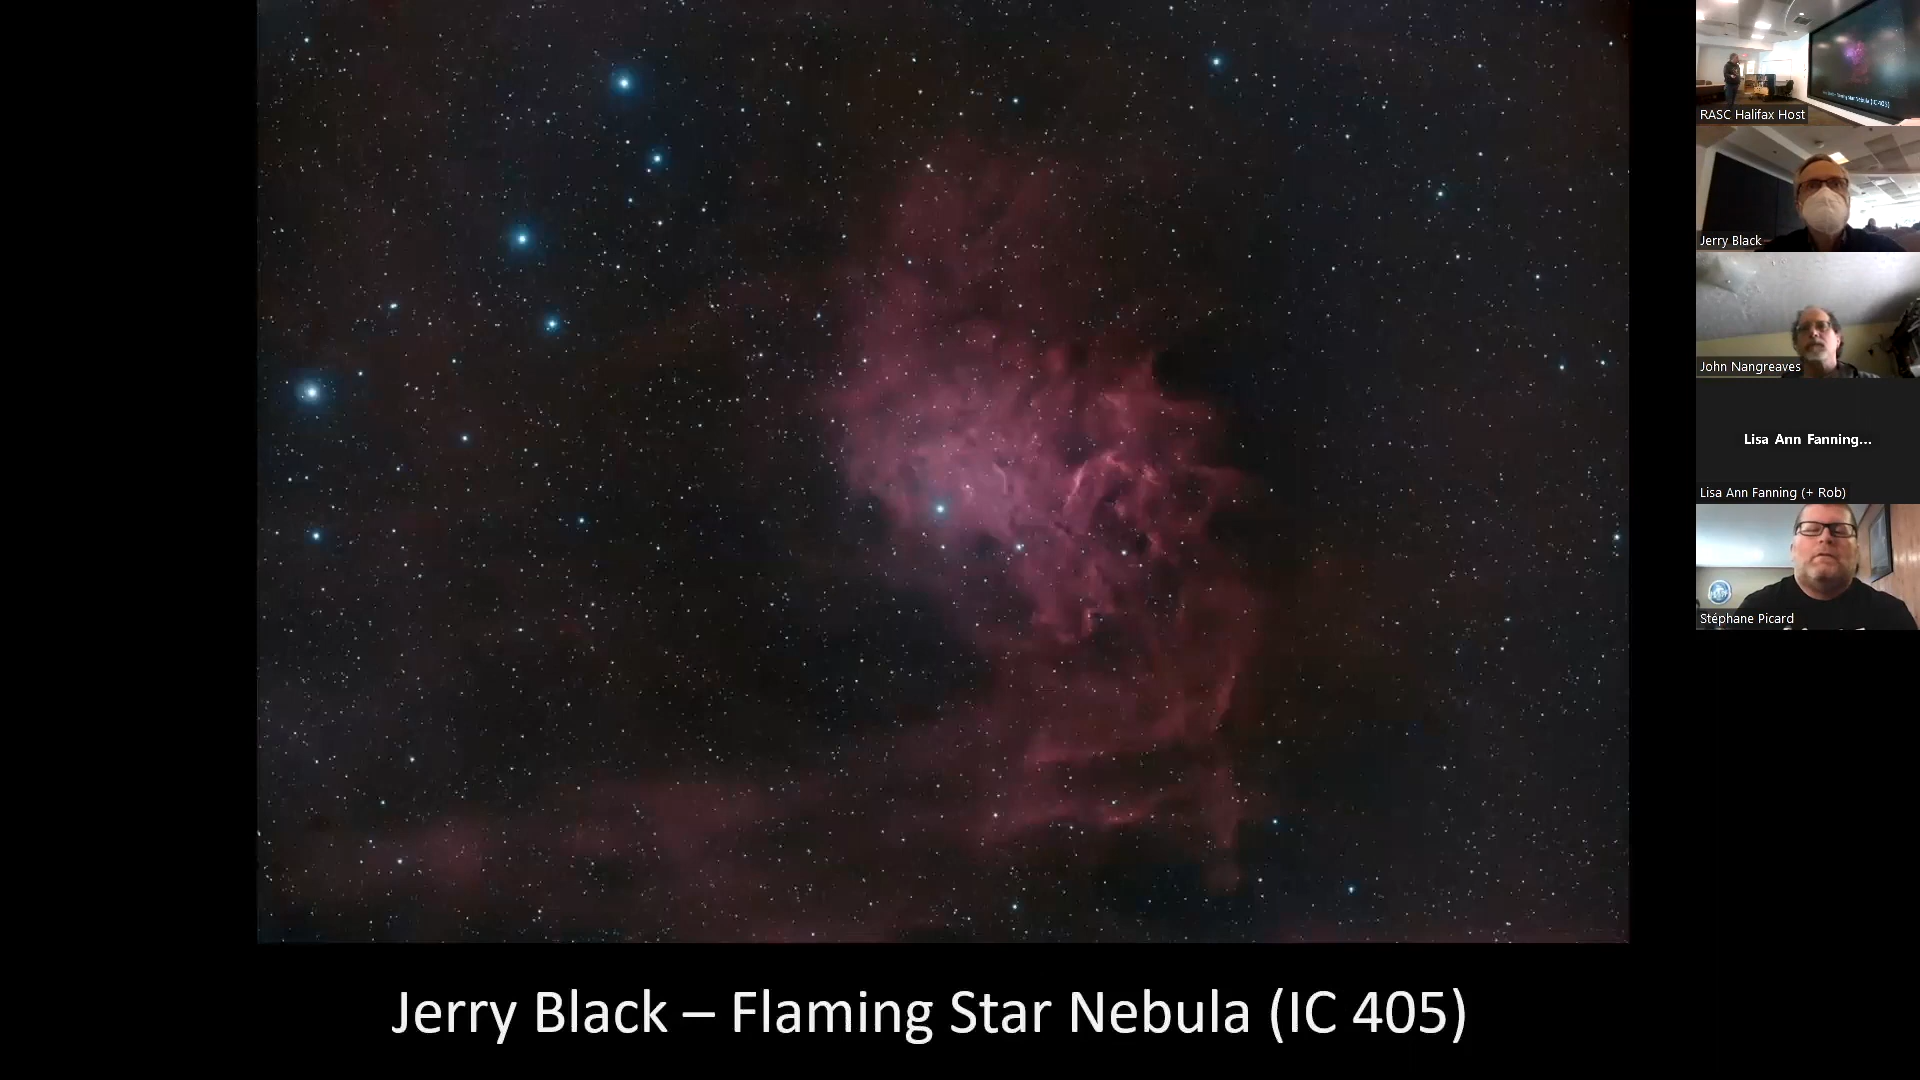 RASC Halifax Host
Jerry Black
John Nangreaves
Lisa Ann Fanning...
Lisa Ann Fanning (+ Rob)
Stéphane Picard
Jerry Black – Flaming Star Nebula (IC 405)